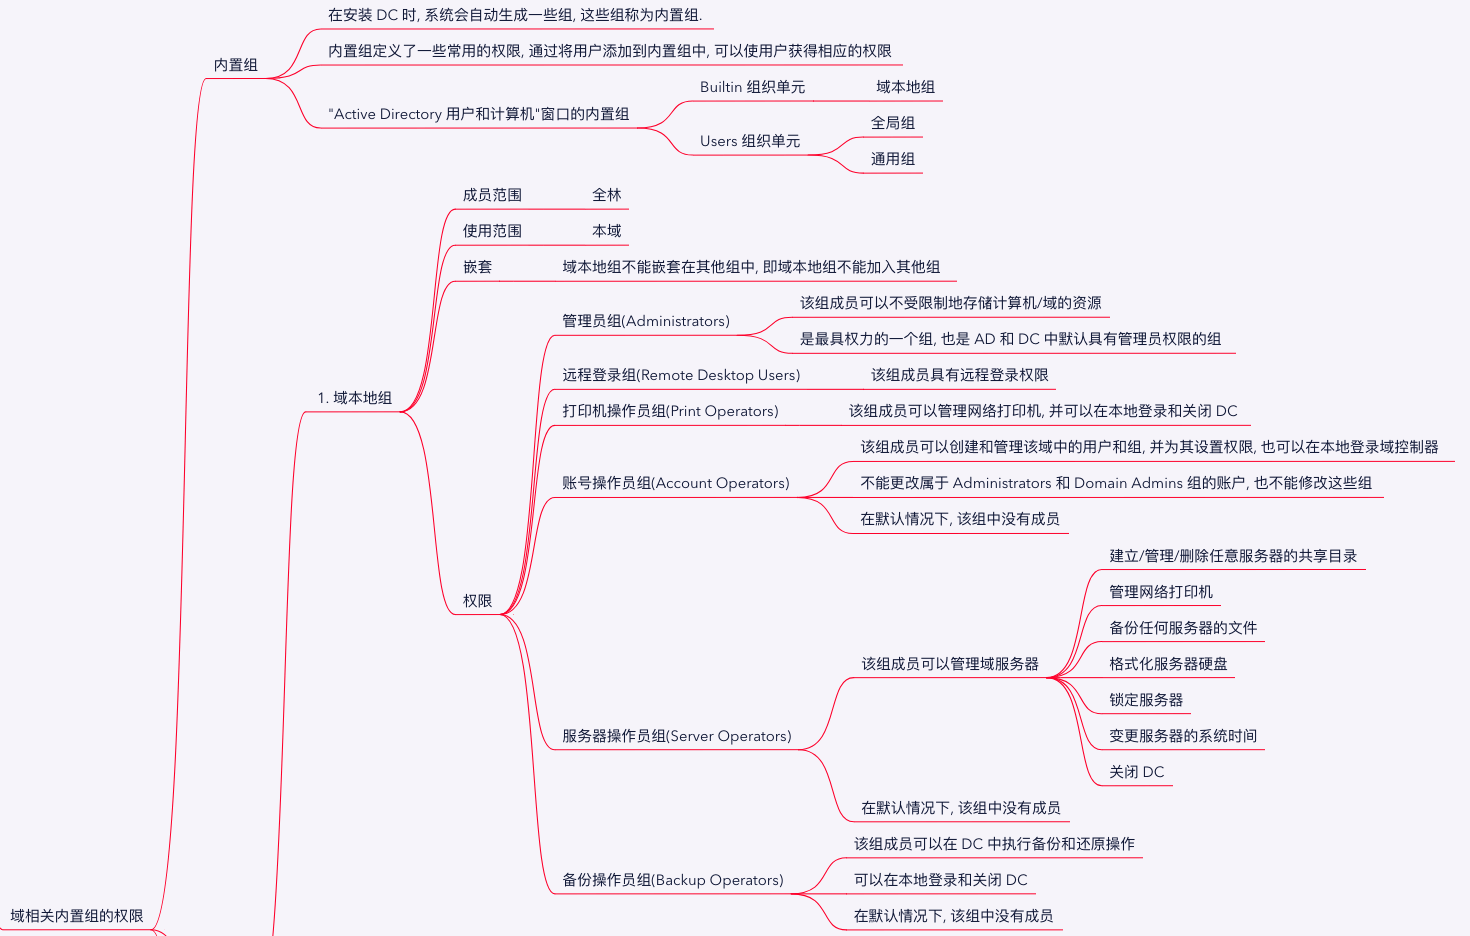 在安装 DC 时, 系统会自动生成一些组, 这些组称为内置组.
内置组定义了一些常用的权限, 通过将用户添加到内置组中, 可以使用户获得相应的权限
内置组
Builtin 组织单元
域本地组
"Active Directory 用户和计算机"窗口的内置组
全局组
Users 组织单元
通用组
成员范围
全林
使用范围
本域
嵌套
域本地组不能嵌套在其他组中, 即域本地组不能加入其他组
该组成员可以不受限制地存储计算机/域的资源
管理员组(Administrators)
是最具权力的一个组, 也是 AD 和 DC 中默认具有管理员权限的组
远程登录组(Remote Desktop Users)
该组成员具有远程登录权限
1. 域本地组
打印机操作员组(Print Operators)
该组成员可以管理网络打印机, 并可以在本地登录和关闭 DC
该组成员可以创建和管理该域中的用户和组, 并为其设置权限, 也可以在本地登录域控制器
账号操作员组(Account Operators)
不能更改属于 Administrators 和 Domain Admins 组的账户, 也不能修改这些组
在默认情况下, 该组中没有成员
权限
建立/管理/删除任意服务器的共享目录
管理网络打印机
备份任何服务器的文件
该组成员可以管理域服务器
格式化服务器硬盘
锁定服务器
服务器操作员组(Server Operators)
变更服务器的系统时间
关闭 DC
在默认情况下, 该组中没有成员
该组成员可以在 DC 中执行备份和还原操作
备份操作员组(Backup Operators)
可以在本地登录和关闭 DC
在默认情况下, 该组中没有成员
域相关内置组的权限